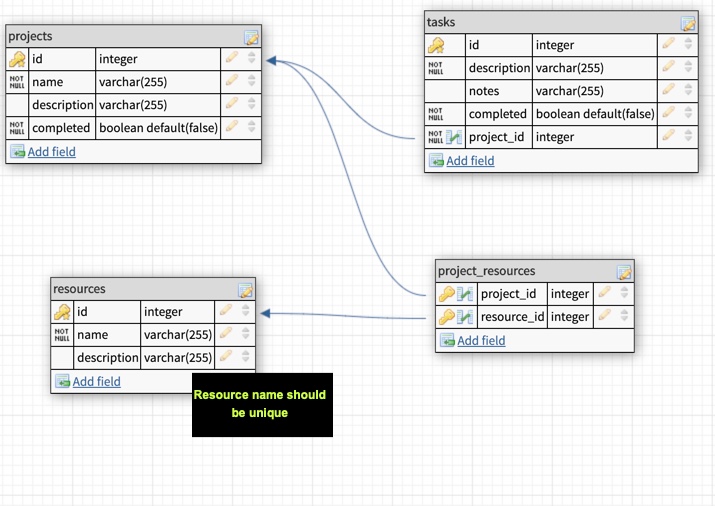 projects
id integer
NOT NULL name varchar(255)
description varchar(255)
NOT NULL completed boolean default(false)
Add field
tasks
id integer
NOT NULL description varchar(255)
notes varchar(255)
NOT NULL completed boolean default(false)
NOT NULL project_id integer
Add field
resources
id integer
NOT NULL name varchar(255)
description varchar(255)
Add field
Resource name should
be unique
project_resources
project_id integer
resource_id integer
Add field